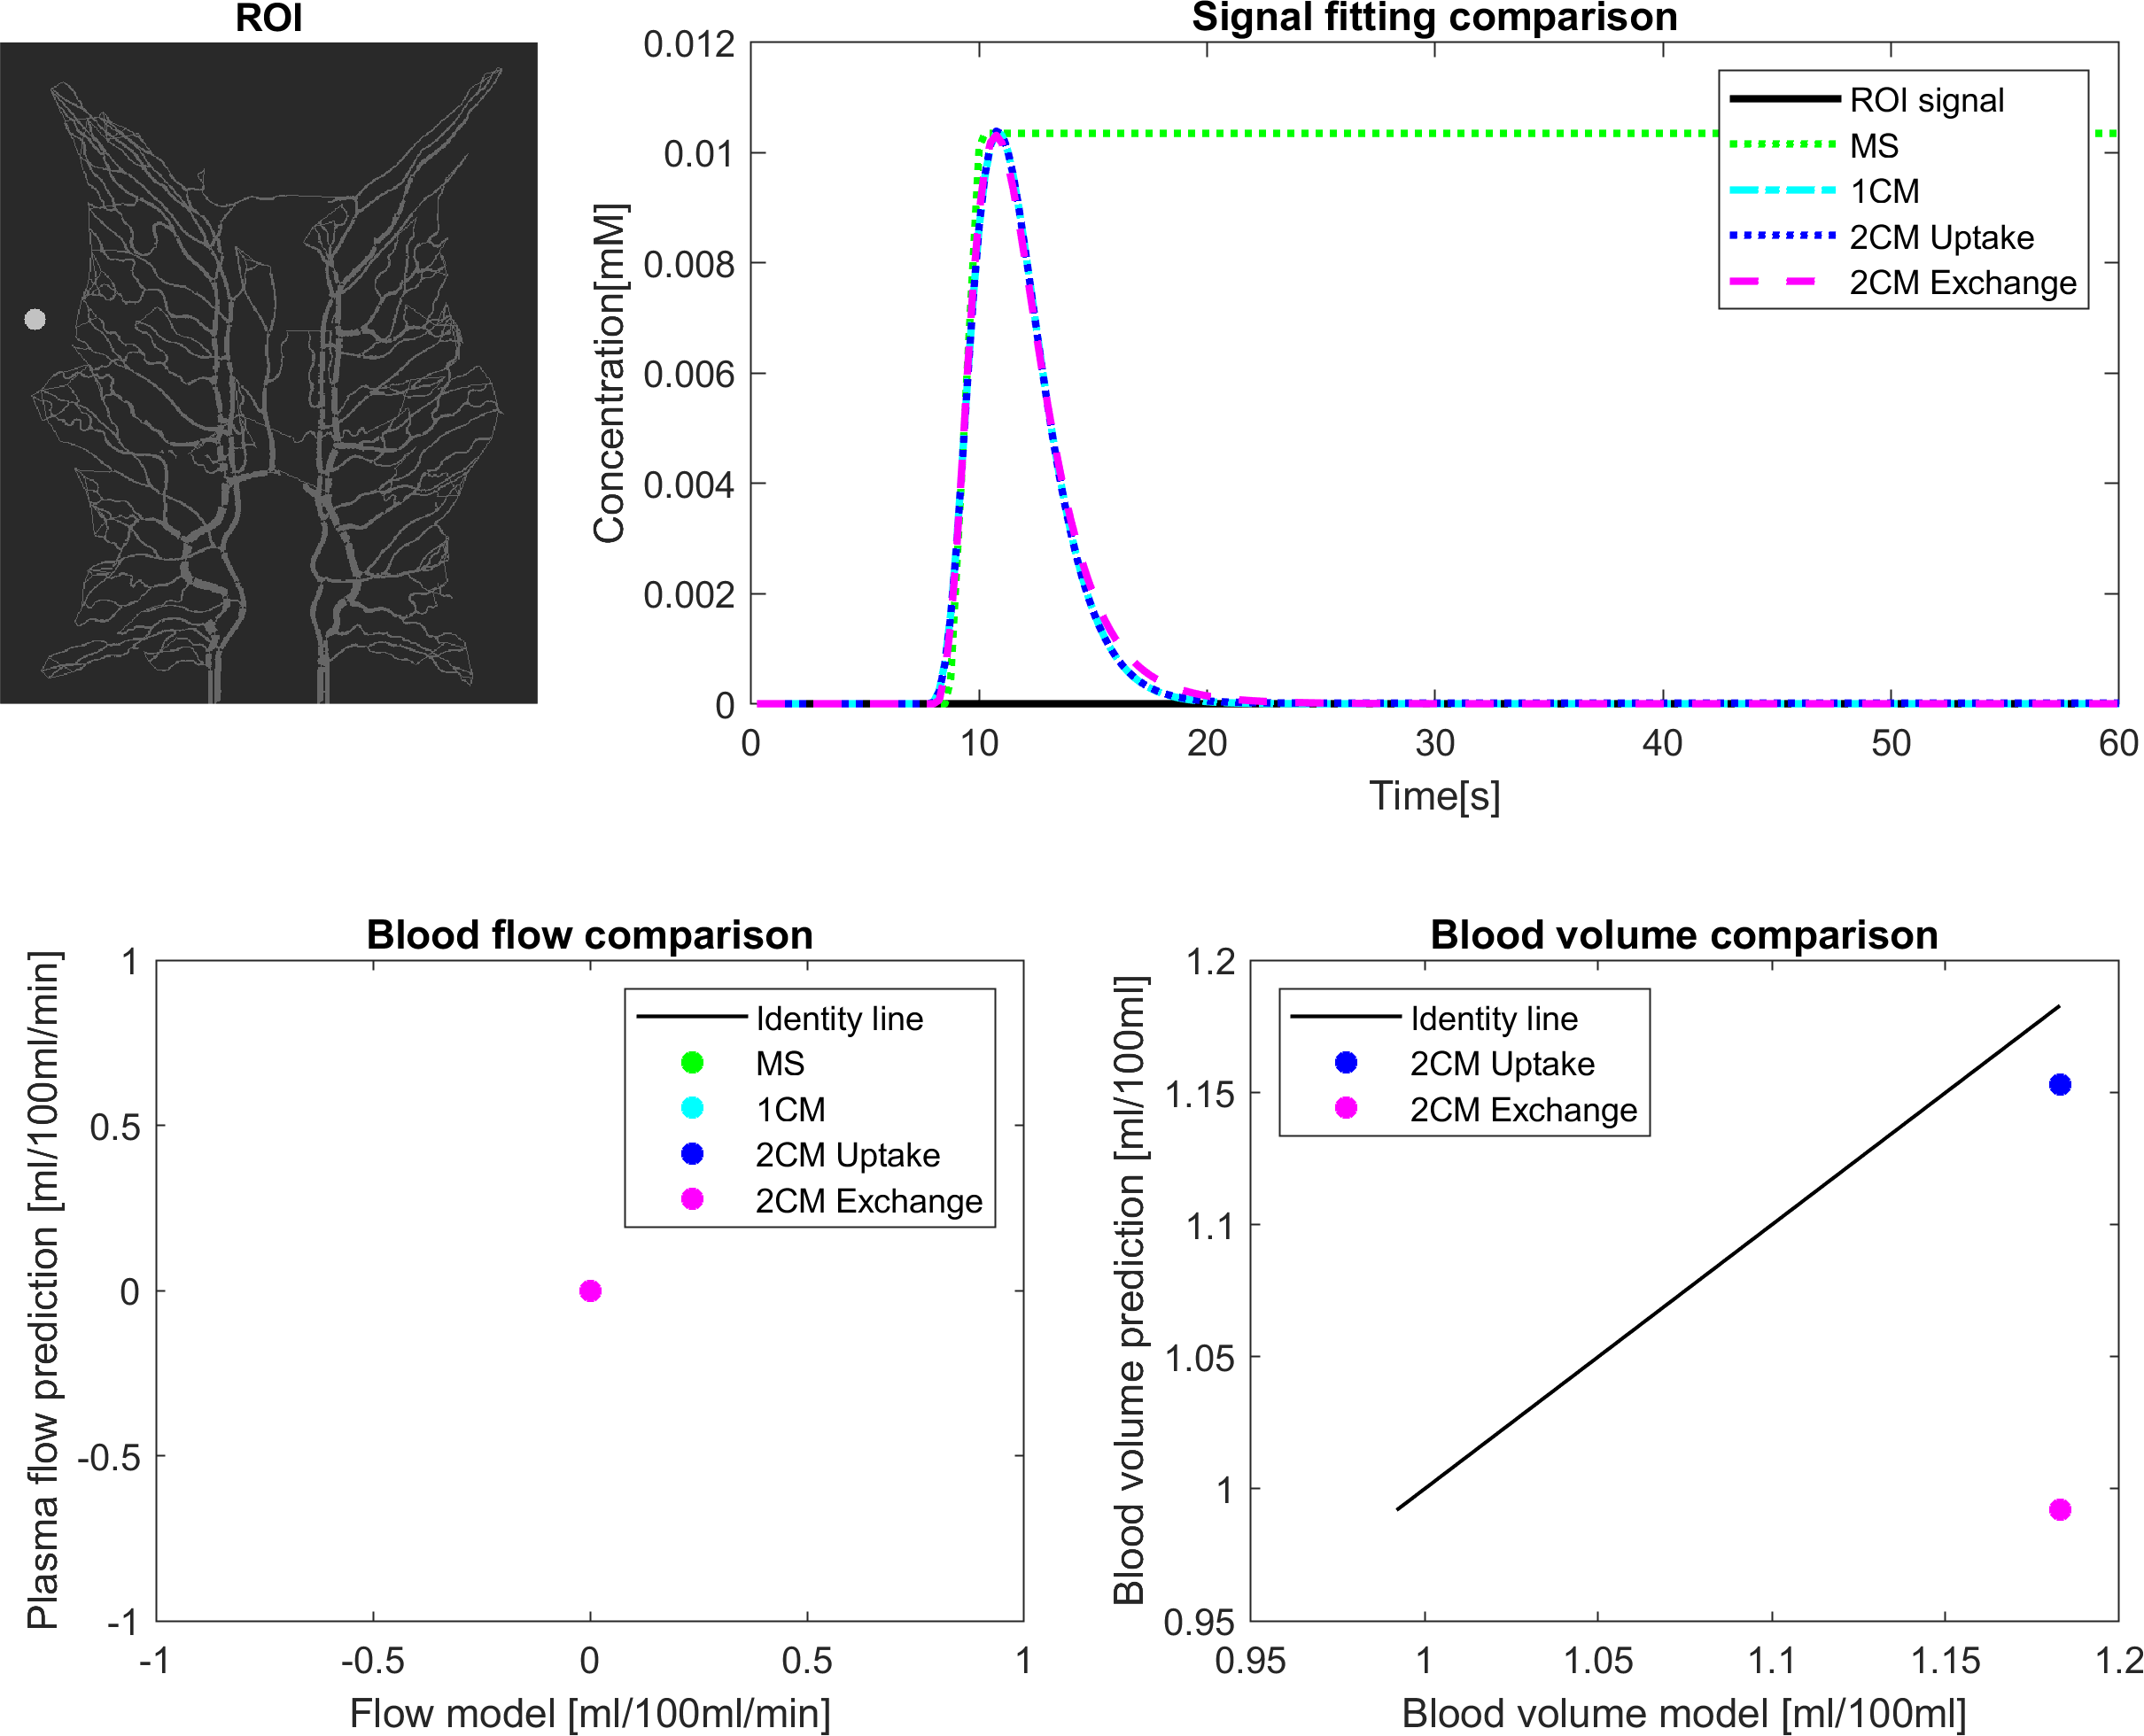 ROI
Signal fitting comparison
0.012
0.01
0.008
0.006
0.004
0.002
0
Concentration[mM]
0 10 20 30 40 50 60
Time[s]
ROI signal
MS
1CM
2CM Uptake
2CM Exchange
Blood flow comparison
1
0.5
0
-0.5
-1
Plasma flow prediction [ml/100ml/min]
-1 -0.5 0 0.5 1
Flow model [ml/100ml/min]
Identity line
MS
1CM
2CM Uptake
2CM Exchange
Blood volume comparison
1.2
1.15
1.1
1.05
1
0.95
Blood volume prediction [ml/100ml]
0.95 1 1.05 1.1 1.15 1.2
Blood volume model [ml/100ml]
Identity line
2CM Uptake
2CM Exchange